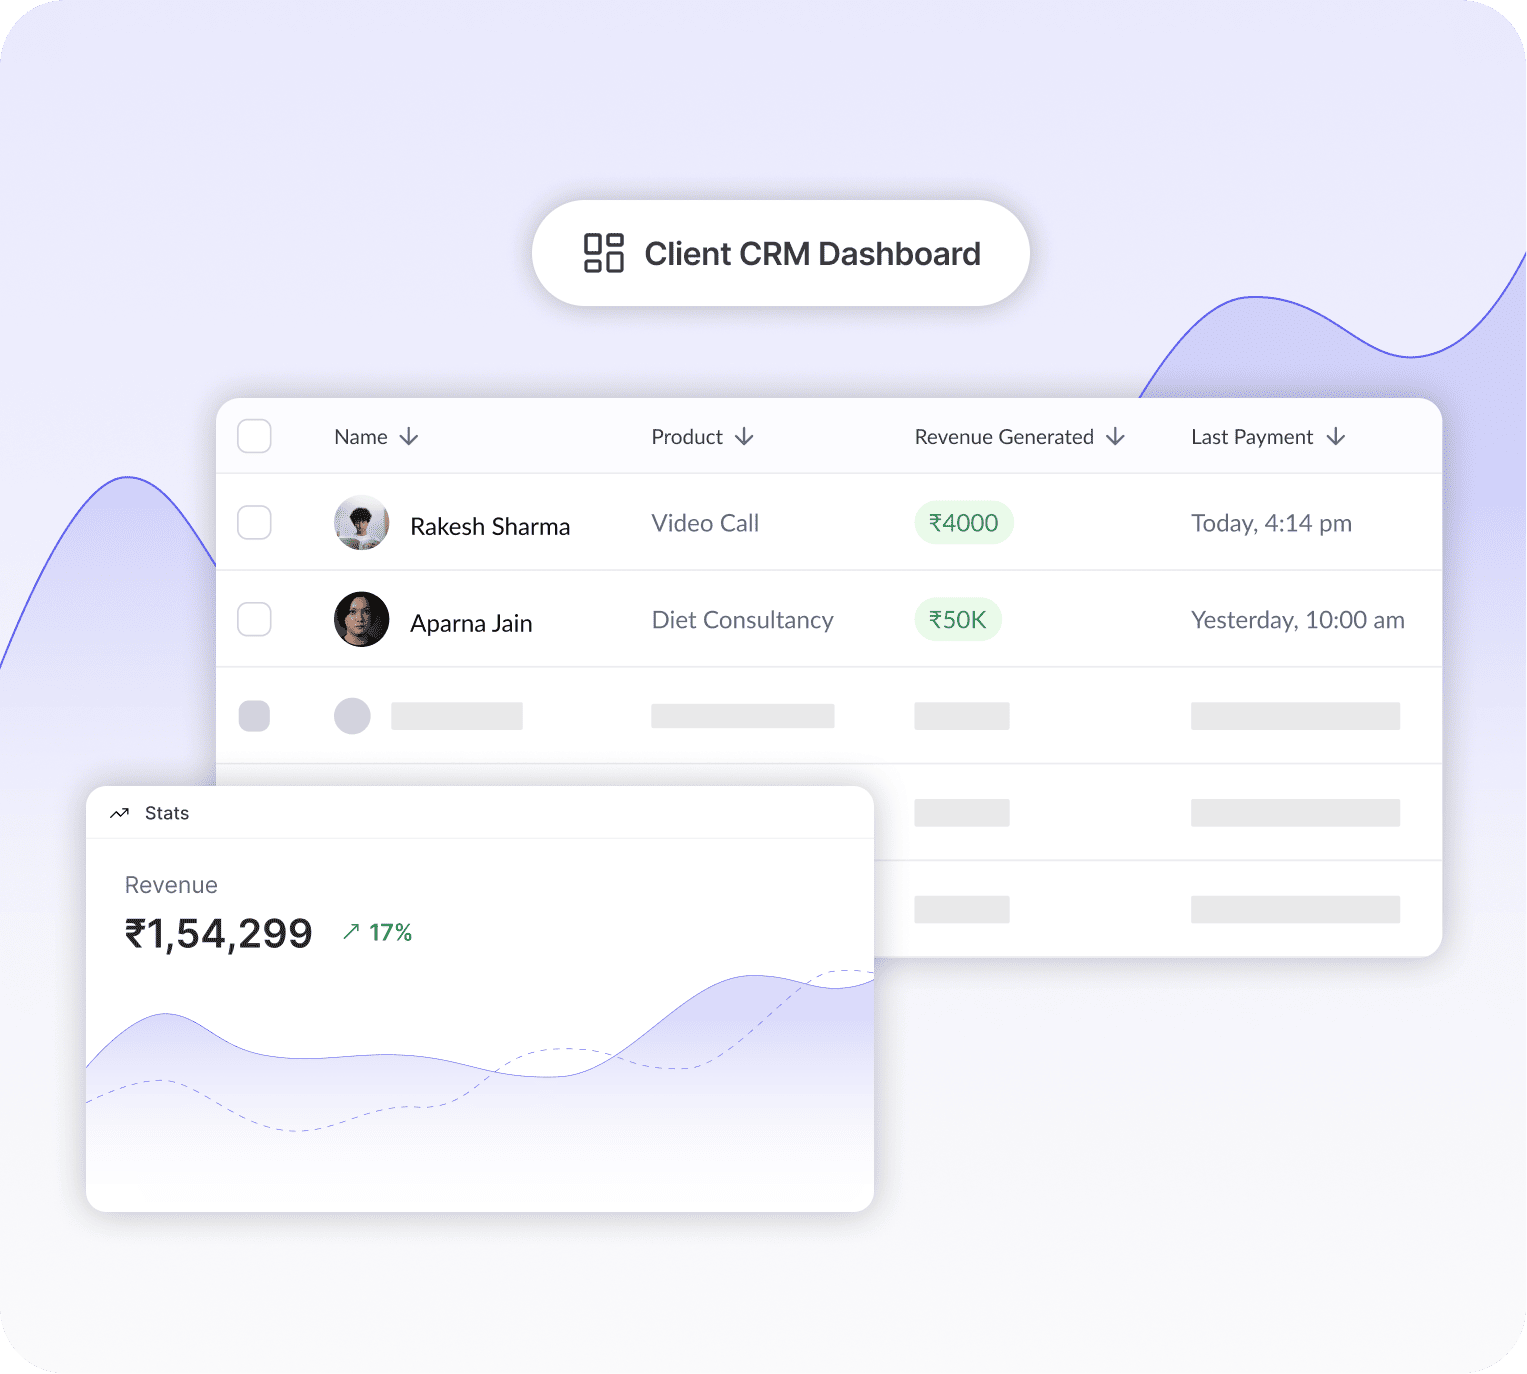 Client CRM Dashboard
Name Product Revenue Generated Last Payment
Rakesh Sharma Video Call ₹4000 Today, 4:14 pm
Aparna Jain Diet Consultancy ₹50K Yesterday, 10:00 am
Stats
Revenue
₹1,54,299 17%